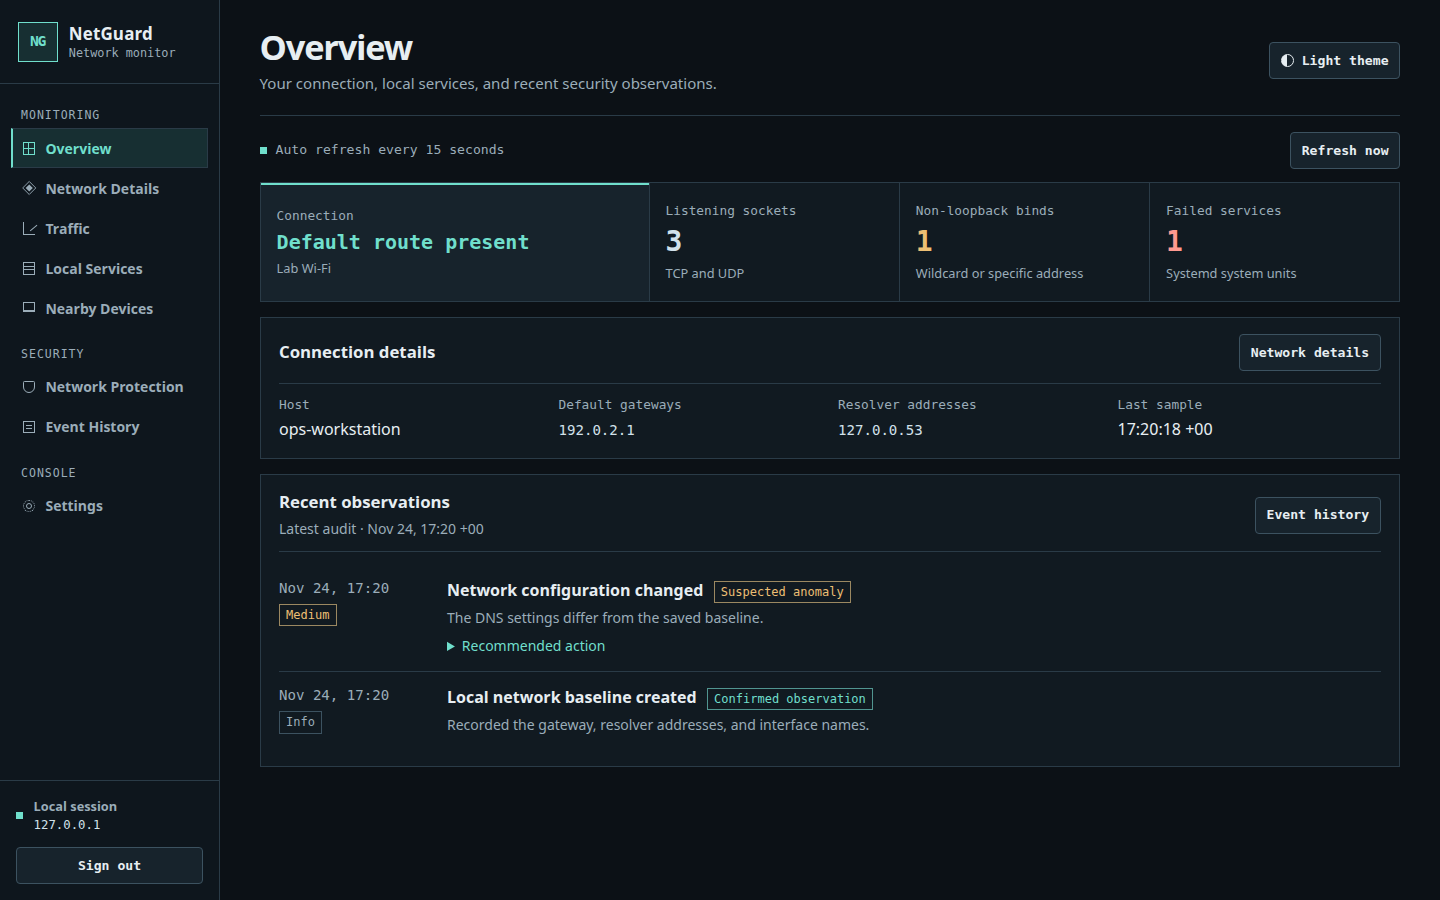 NG
NetGuard
Network monitor
MONITORING
Overview
Network Details
Traffic
Local Services
Nearby Devices
SECURITY
Network Protection
Event History
CONSOLE
Settings
Local session
127.0.0.1
Sign out
Overview
Your connection, local services, and recent security observations.
Light theme
Auto refresh every 15 seconds
Refresh now
Connection
Default route present
Lab Wi-Fi
Listening sockets
3
TCP and UDP
Non-loopback binds
1
Wildcard or specific address
Failed services
1
Systemd system units
Connection details
Network details
Host
ops-workstation
Default gateways
192.0.2.1
Resolver addresses
127.0.0.53
Last sample
17:20:18 +00
Recent observations
Latest audit · Nov 24, 17:20 +00
Event history
Nov 24, 17:20
Medium
Network configuration changed Suspected anomaly
The DNS settings differ from the saved baseline.
Recommended action
Nov 24, 17:20
Info
Local network baseline created Confirmed observation
Recorded the gateway, resolver addresses, and interface names.